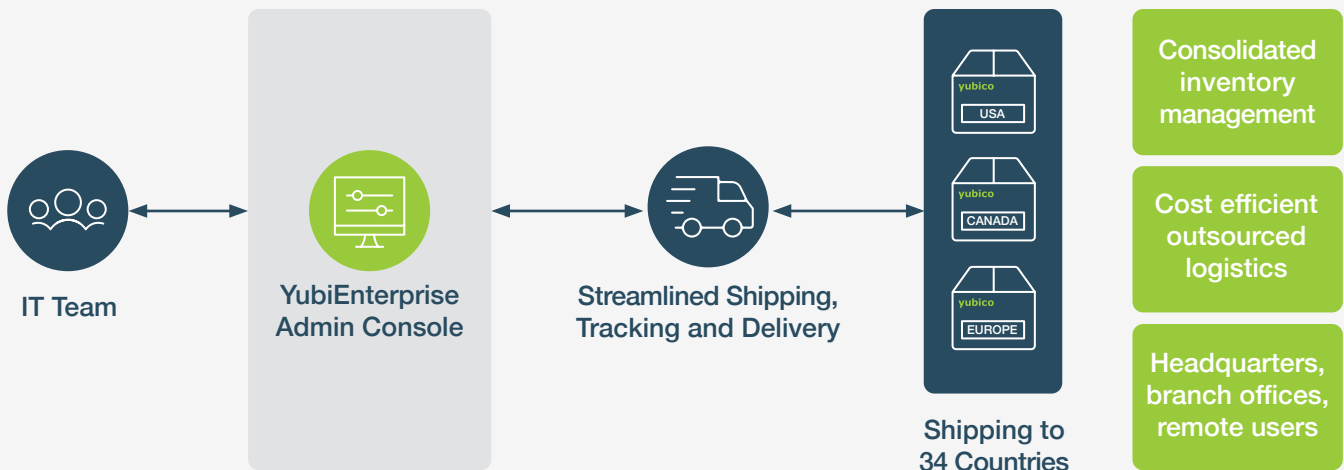 IT Team
YubiEnterprise
Admin Console
Streamlined Shipping,
Tracking and Delivery
yubico
USA
yubico
CANADA
yubico
EUROPE
Shipping to
34 Countries
Consolidated
inventory
management
Cost efficient
outsourced
logistics
Headquarters,
branch offices,
remote users